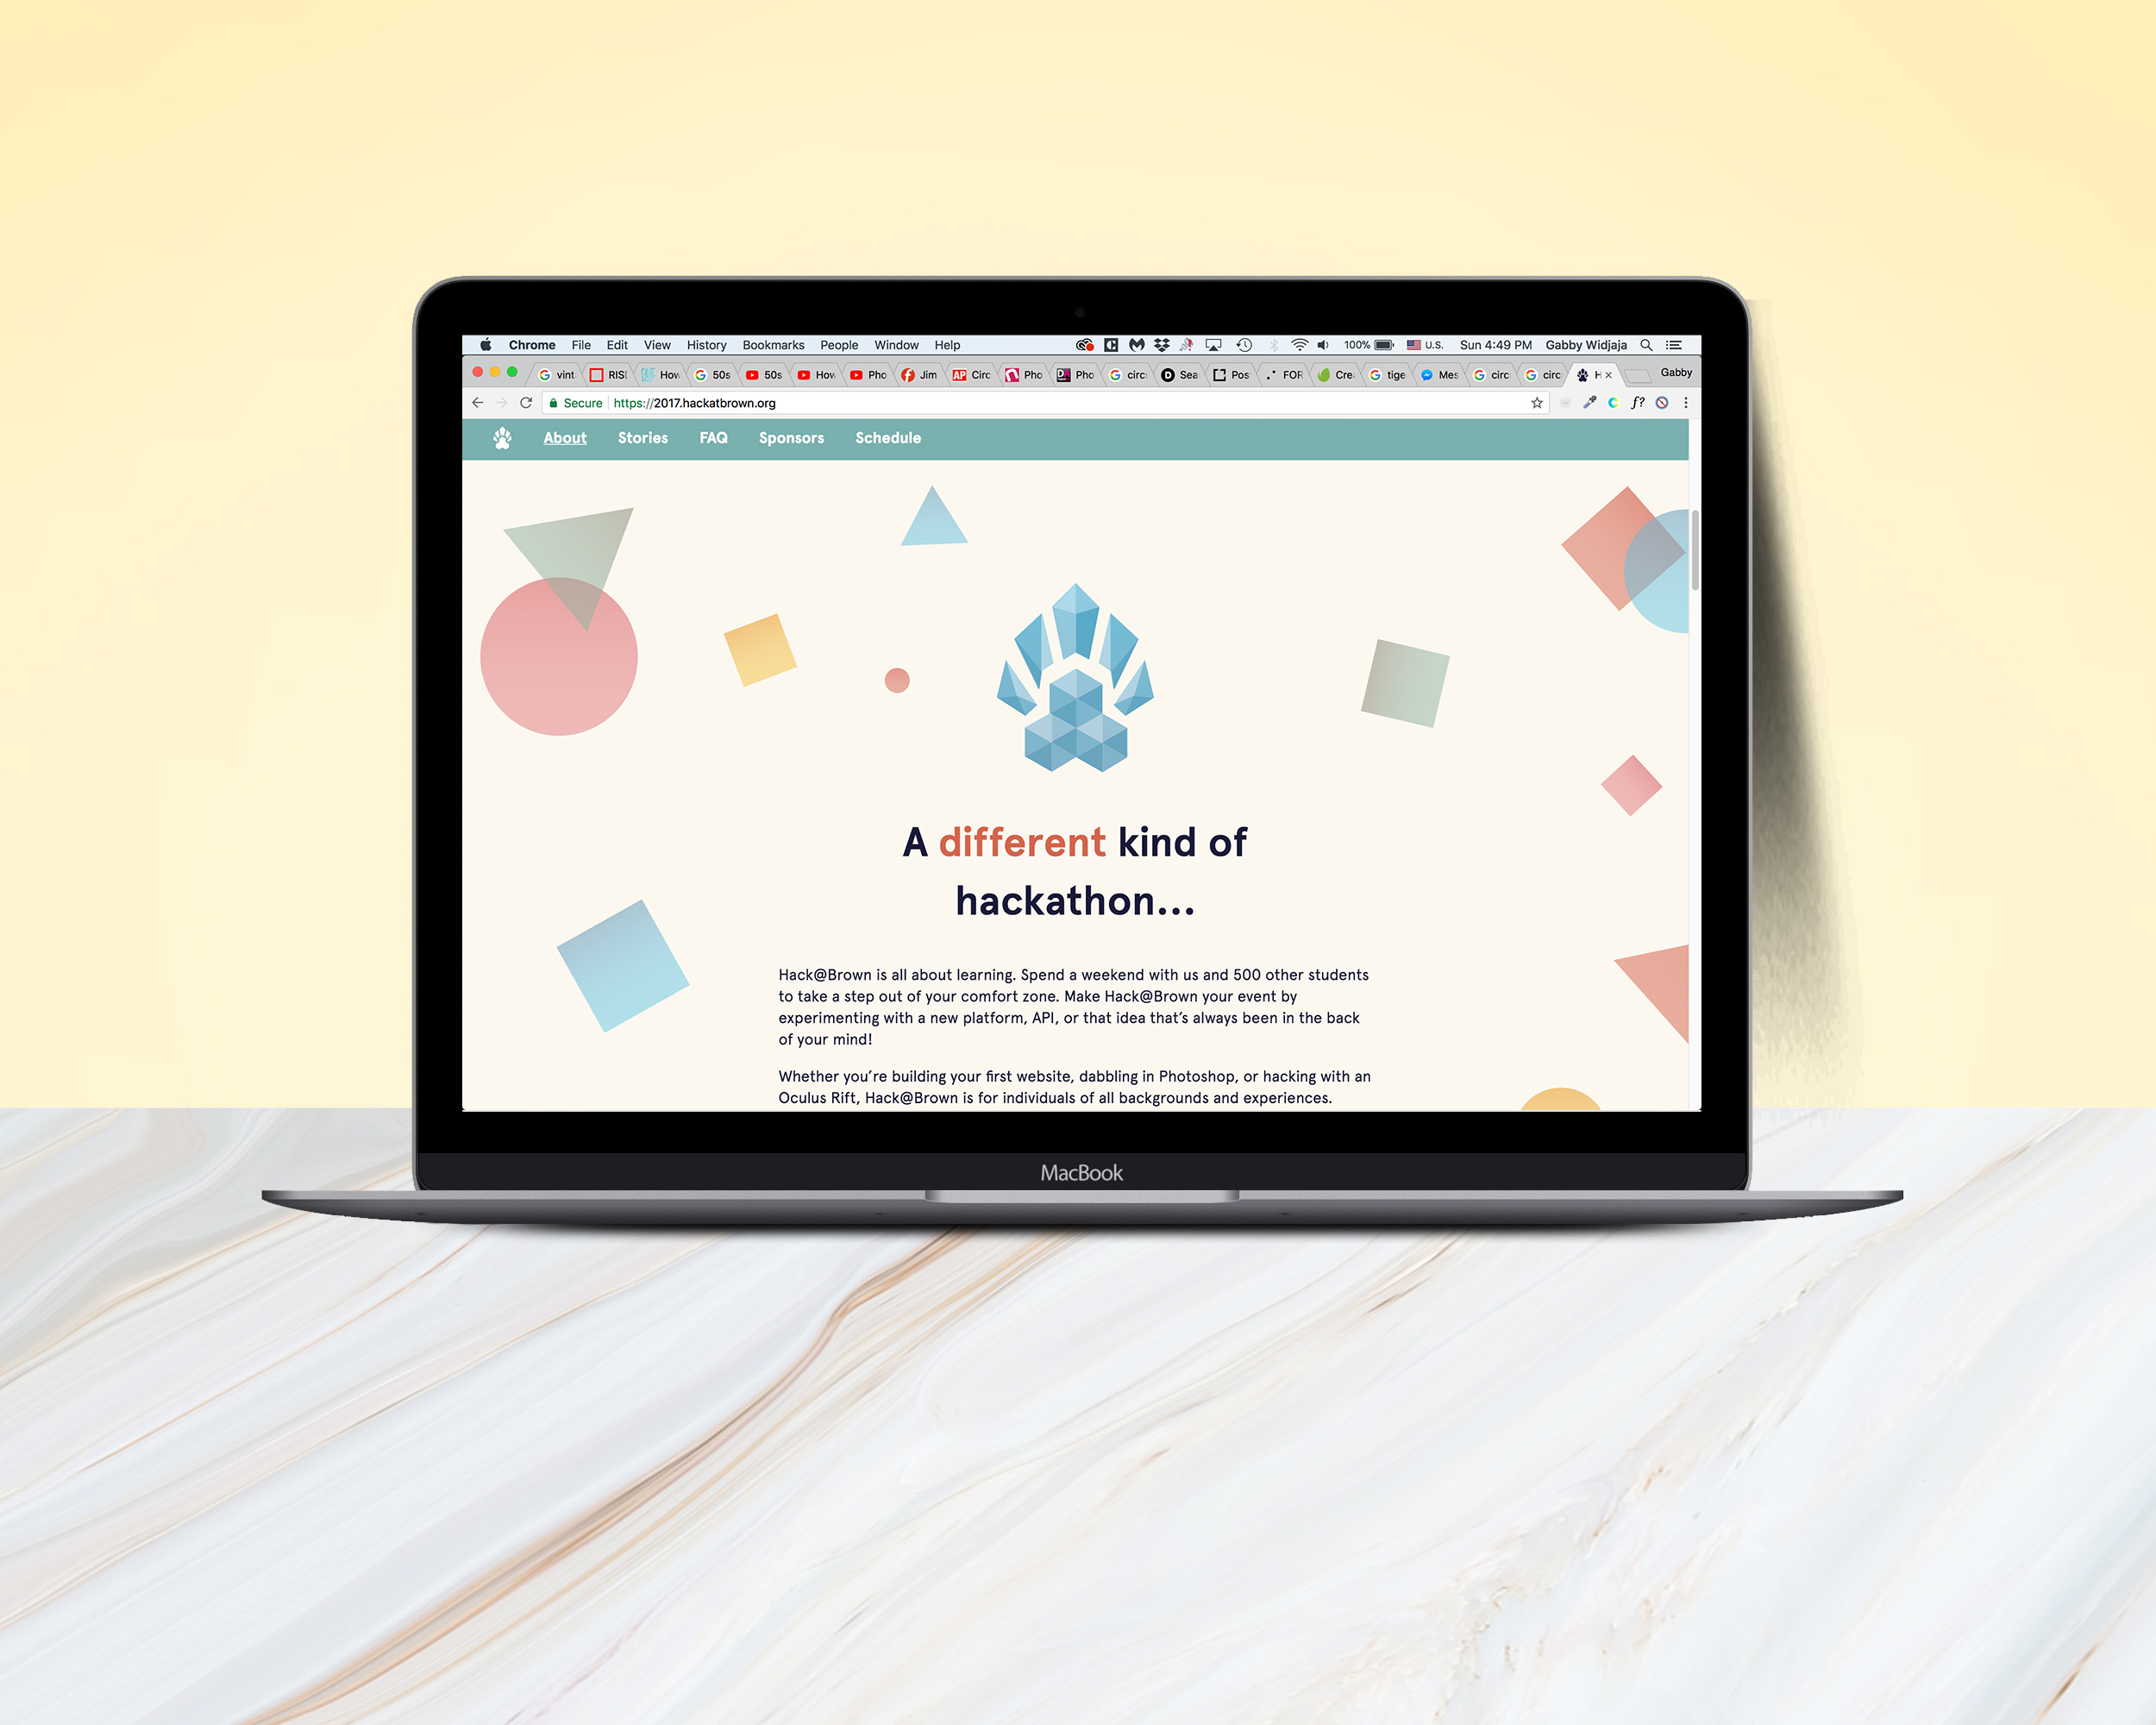 Chrome File Edit View History Bookmarks People Window Help 100% U.S. Sun 4:49 PM Gabby Widjaja
vint RIS How 50s 50s How Pho Jim AP Circ Pho Pho circ Sea Pos FOR Cre tige Mes circ circ H Gabby
Secure https://2017.hackatbrown.org f?
About Stories FAQ Sponsors Schedule
A different kind of
hackathon...
Hack@Brown is all about learning. Spend a weekend with us and 500 other students
to take a step out of your comfort zone. Make Hack@Brown your event by
experimenting with a new platform, API, or that idea that's always been in the back
of your mind!
Whether you're building your first website, dabbling in Photoshop, or hacking with an
Oculus Rift, Hack@Brown is for individuals of all backgrounds and experiences.
MacBook